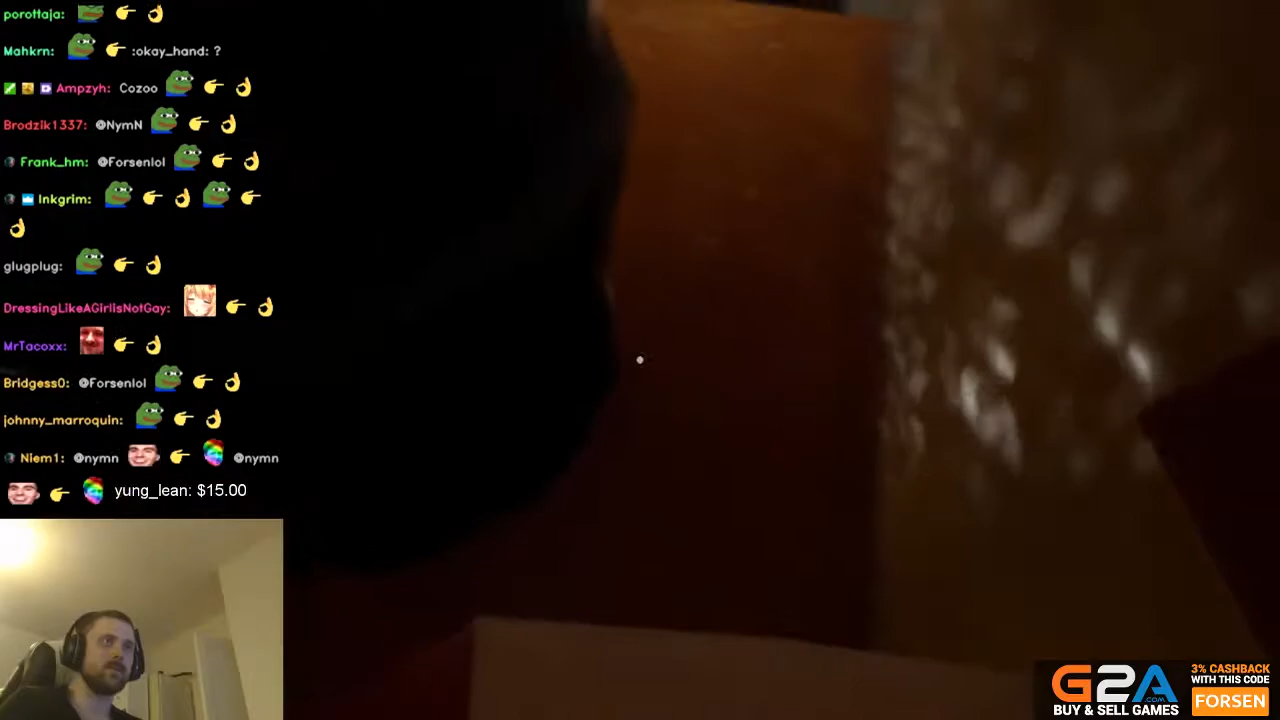 porottaja:
Mahkrn: :okay_hand: ?
Ampzyh: Cozoo
Brodzik1337: @NymN
Frank_hm: @Forsenlol
Inkgrim:
glugplug:
DressingLikeAGirlIsNotGay:
MrTacoxx:
Bridgess0: @Forsenlol
johnny_marroquin:
Niem1: @nymn @nymn
yung_lean: $15.00
G2A.COM
BUY & SELL GAMES
3% CASHBACK
WITH THIS CODE
FORSEN